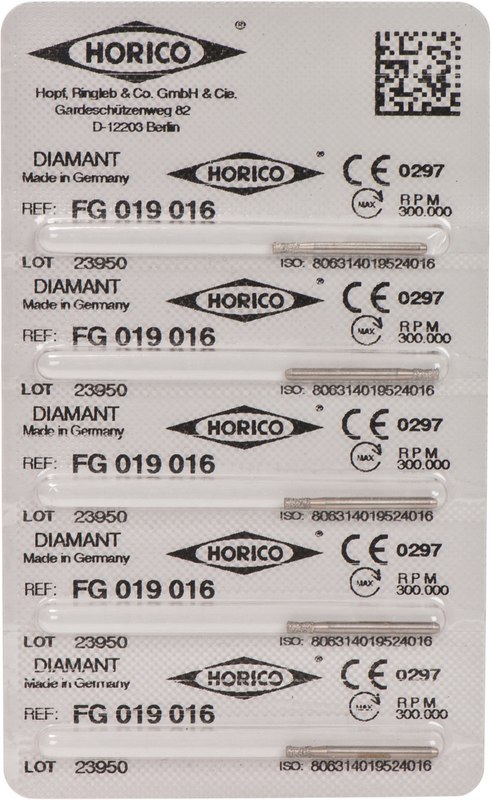 HORICO ®
Hopf, Ringleb & Co. GmbH & Cie.
Gardeschützenweg 82
D-12203 Berlin
DIAMANT HORICO ® CE 0297
Made in Germany MAX RPM
REF: FG 019 016 300.000
LOT 23950 ISO: 806314019524016
DIAMANT HORICO ® CE 0297
Made in Germany MAX RPM
REF: FG 019 016 300.000
LOT 23950 ISO: 806314019524016
DIAMANT HORICO ® CE 0297
Made in Germany MAX RPM
REF: FG 019 016 300.000
LOT 23950 ISO: 806314019524016
DIAMANT HORICO ® CE 0297
Made in Germany MAX RPM
REF: FG 019 016 300.000
LOT 23950 ISO: 806314019524016
DIAMANT HORICO ® CE 0297
Made in Germany MAX RPM
REF: FG 019 016 300.000
LOT 23950 ISO: 806314019524016